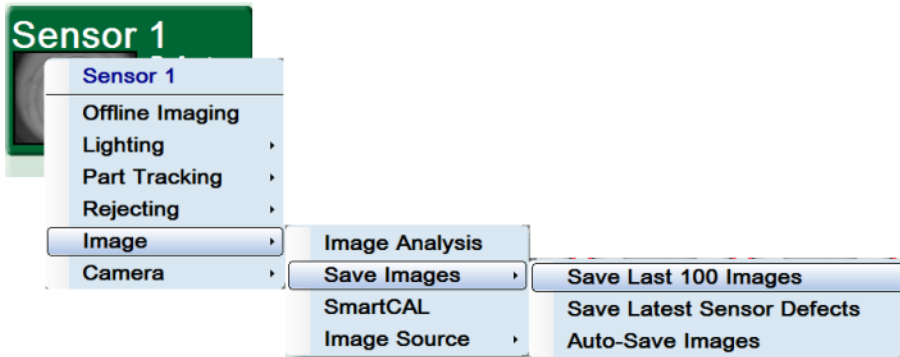 Sensor 1
Sensor 1
Offline Imaging
Lighting
Part Tracking
Rejecting
Image
Camera
Image Analysis
Save Images
SmartCAL
Image Source
Save Last 100 Images
Save Latest Sensor Defects
Auto-Save Images